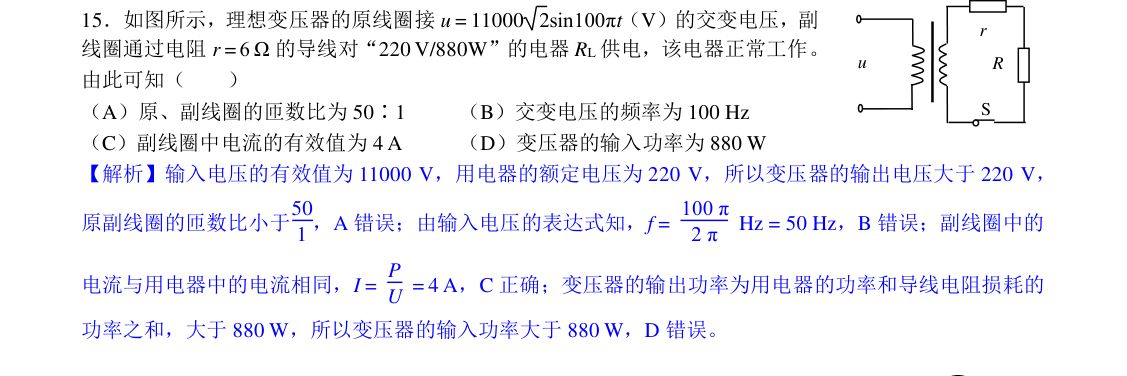 15．如图所示，理想变压器的原线圈接 u = 11000√2sin100πt（V）的交变电压，副
线圈通过电阻 r = 6 Ω 的导线对“220 V/880W”的电器 RL 供电，该电器正常工作。
由此可知（　　）
（A）原、副线圈的匝数比为 50∶1　（B）交变电压的频率为 100 Hz
（C）副线圈中电流的有效值为 4 A　（D）变压器的输入功率为 880 W
u
r
R
S
【解析】输入电压的有效值为 11000 V，用电器的额定电压为 220 V，所以变压器的输出电压大于 220 V，
原副线圈的匝数比小于50/1，A 错误；由输入电压的表达式知，f = 100 π/2 π Hz = 50 Hz，B 错误；副线圈中的
电流与用电器中的电流相同，I = P/U = 4 A，C 正确；变压器的输出功率为用电器的功率和导线电阻损耗的
功率之和，大于 880 W，所以变压器的输入功率大于 880 W，D 错误。